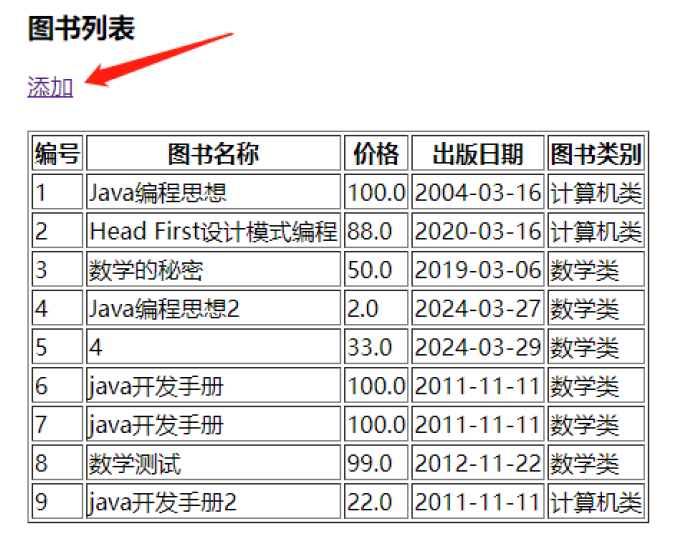 图书列表
添加
编号 图书名称 价格 出版日期 图书类别
1 Java编程思想 100.0 2004-03-16 计算机类
2 Head First设计模式编程 88.0 2020-03-16 计算机类
3 数学的秘密 50.0 2019-03-06 数学类
4 Java编程思想2 2.0 2024-03-27 数学类
5 4 33.0 2024-03-29 数学类
6 java开发手册 100.0 2011-11-11 数学类
7 java开发手册 100.0 2011-11-11 数学类
8 数学测试 99.0 2012-11-22 数学类
9 java开发手册2 22.0 2011-11-11 计算机类